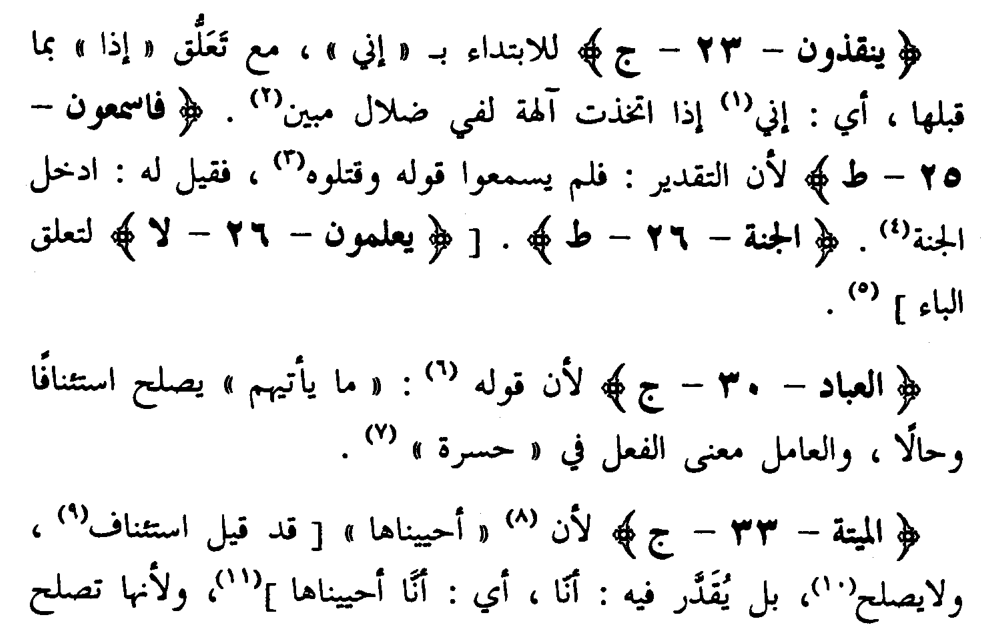 ﴿ ينقذون – ٢٣ – ج ﴾ للابتداء بـ « إني » ، مع تَعَلُّق « إذا » بما
قبلها ، أي : إني(١) إذا اتخذت آلهة لفي ضلال مبين(٢) . ﴿ فاسمعون –
٢٥ – ط ﴾ لأن التقدير : فلم يسمعوا قوله وقتلوه(٣) ، فقيل له : ادخل
الجنة(٤) . ﴿ الجنة – ٢٦ – ط ﴾ . [ ﴿ يعلمون – ٢٦ – لا ﴾ لتعلق
الباء ] (٥) .
﴿ العباد – ٣٠ – ج ﴾ لأن قوله (٦) : « ما يأتيهم » يصلح استئنافًا
وحالًا ، والعامل معنى الفعل في « حسرة » (٧) .
﴿ الميتة – ٣٣ – ج ﴾ لأن (٨) « أحييناها » [ قد قيل استئناف(٩) ،
ولايصلح(١٠)، بل يُقَدَّر فيه : أنّا ، أي : أنَّا أحييناها ](١١)، ولأنها تصلح